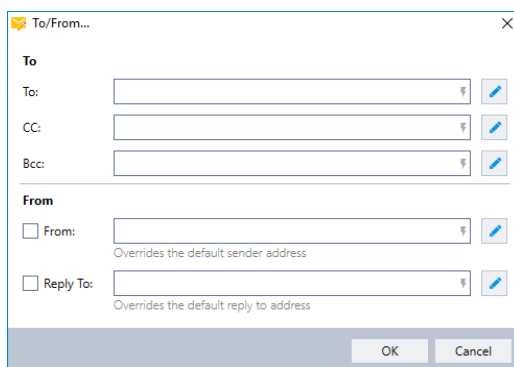 To/From...
To
To:
CC:
Bcc:
From
From:
Overrides the default sender address
Reply To:
Overrides the default reply to address
OK Cancel